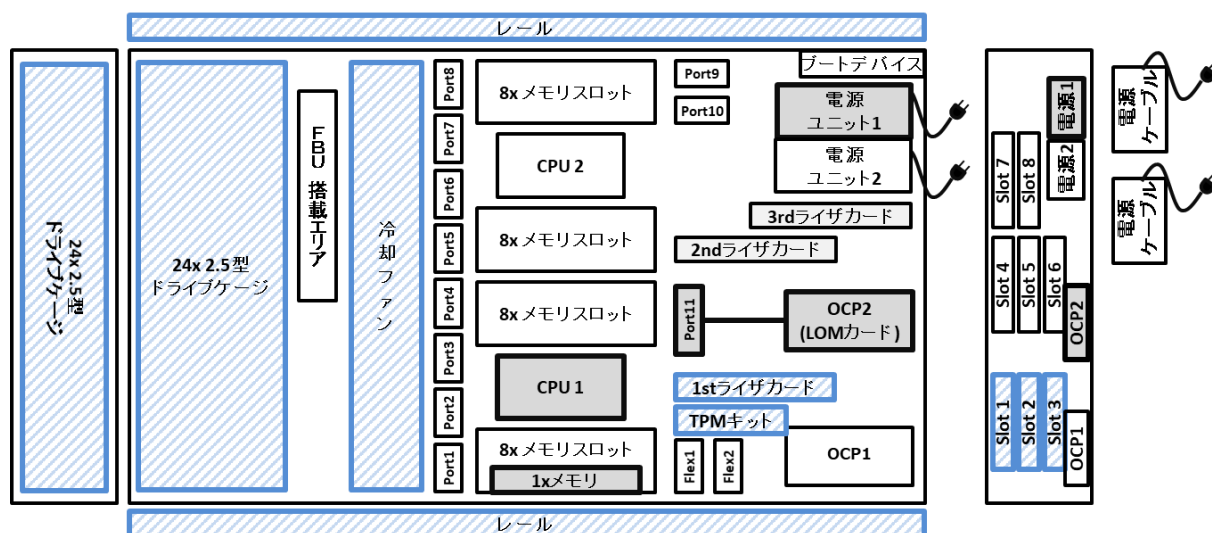 レール
24x 2.5型
ドライブケージ
24x 2.5型
ドライブケージ
FBU 搭載エリア
冷却ファン
Port8
Port7
Port6
Port5
Port4
Port3
Port2
Port1
8x メモリスロット
CPU 2
8x メモリスロット
8x メモリスロット
CPU 1
8x メモリスロット
1xメモリ
Port9
Port10
ブートデバイス
電源
ユニット1
電源
ユニット2
3rdライザカード
2ndライザカード
Port11
OCP2
(LOMカード)
1stライザカード
TPMキット
Flex1
Flex2
OCP1
レール
電源1
電源2
Slot 7
Slot 8
Slot 4
Slot 5
Slot 6
OCP2
Slot 1
Slot 2
Slot 3
OCP1
電源
ケーブル
電源
ケーブル